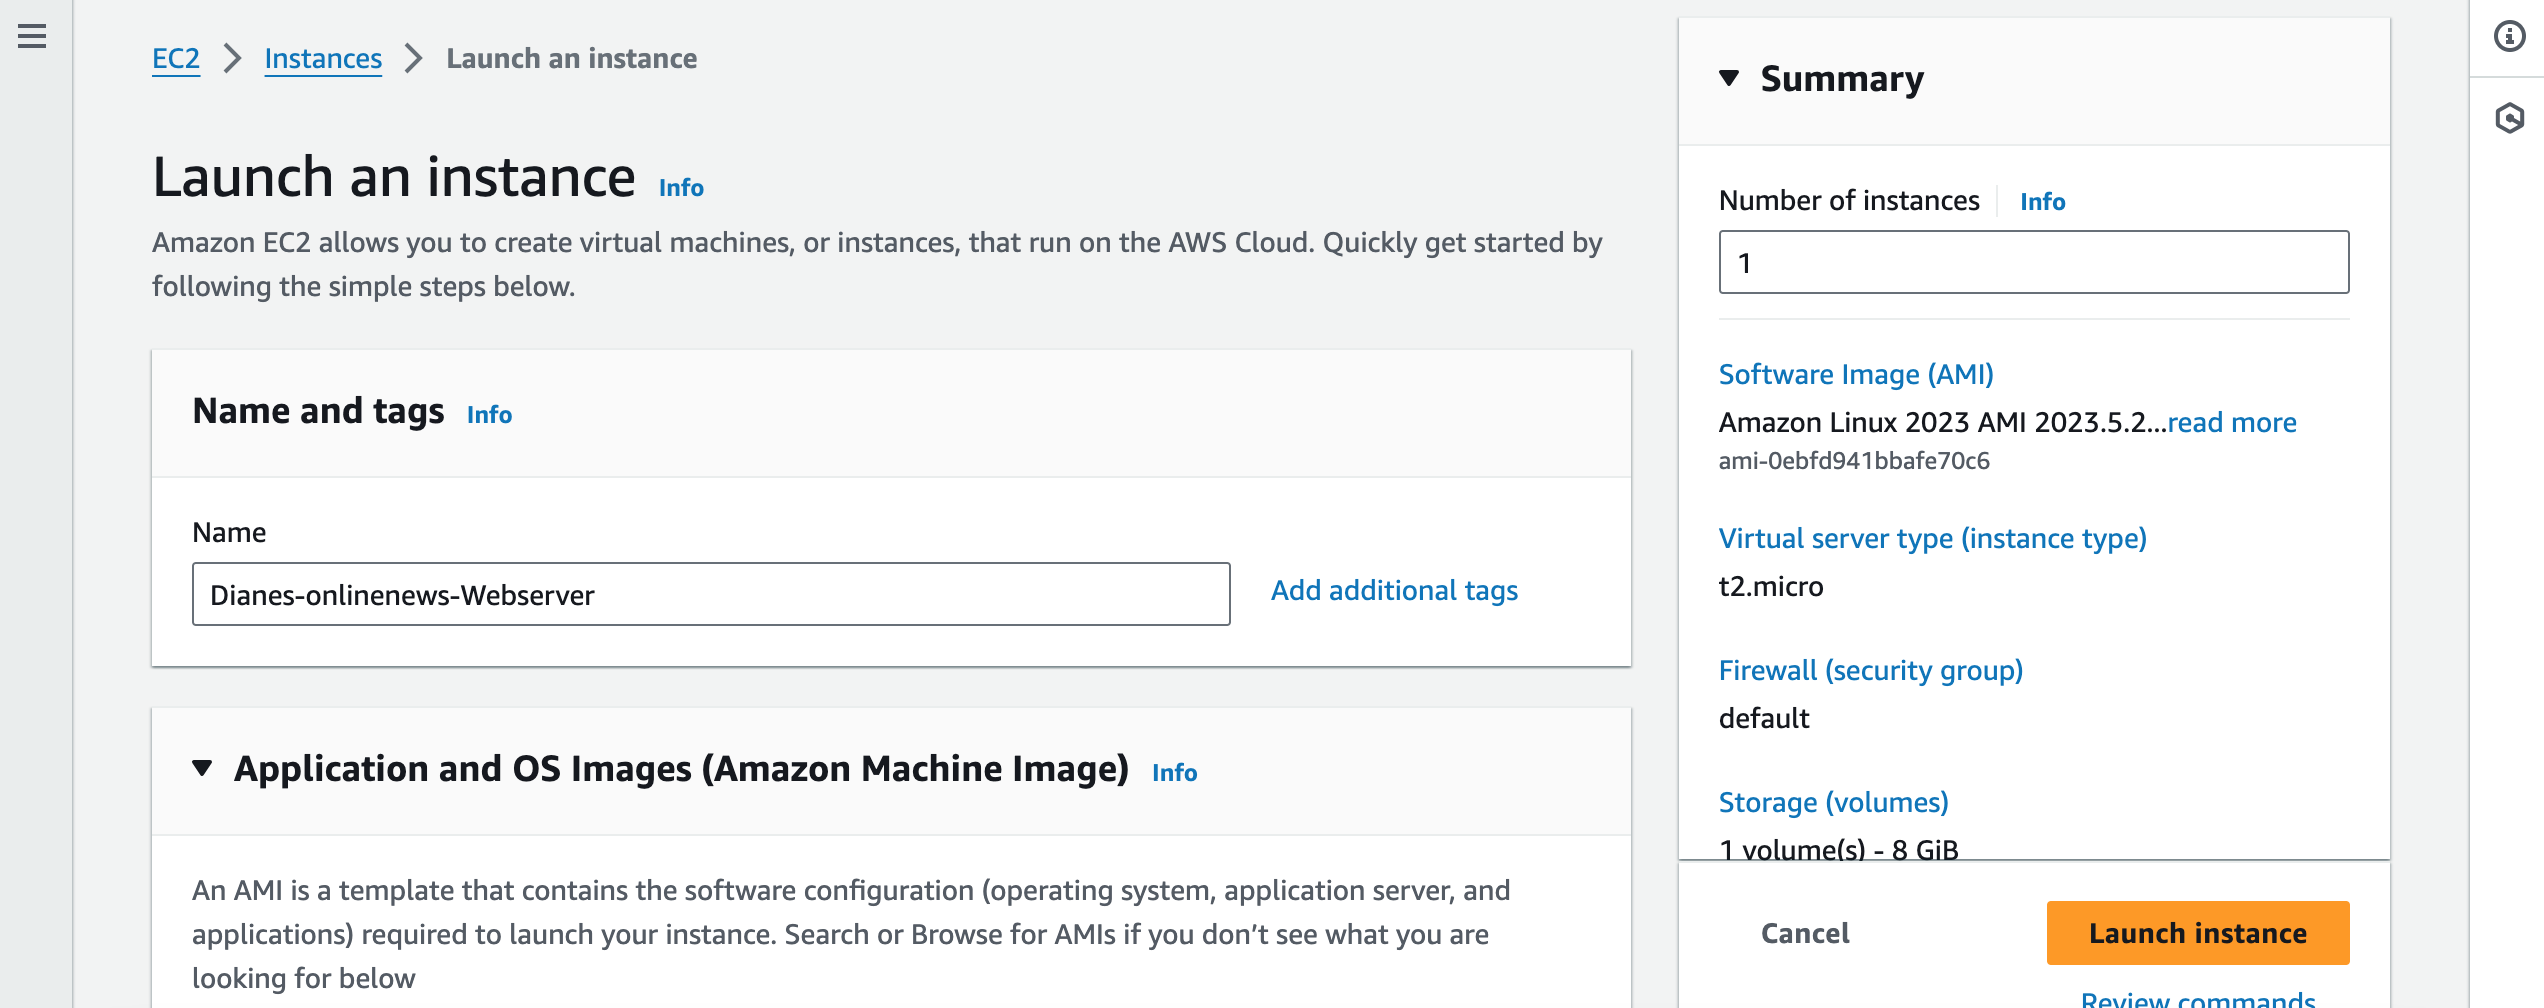 EC2 > Instances > Launch an instance
Launch an instance Info
Amazon EC2 allows you to create virtual machines, or instances, that run on the AWS Cloud. Quickly get started by
following the simple steps below.
Name and tags Info
Name
Dianes-onlinenews-Webserver
Add additional tags
Application and OS Images (Amazon Machine Image) Info
An AMI is a template that contains the software configuration (operating system, application server, and
applications) required to launch your instance. Search or Browse for AMIs if you don’t see what you are
looking for below
Summary
Number of instances Info
1
Software Image (AMI)
Amazon Linux 2023 AMI 2023.5.2...read more
ami-0ebfd941bbafe70c6
Virtual server type (instance type)
t2.micro
Firewall (security group)
default
Storage (volumes)
1 volume(s) - 8 GiB
Cancel
Launch instance
Review commands